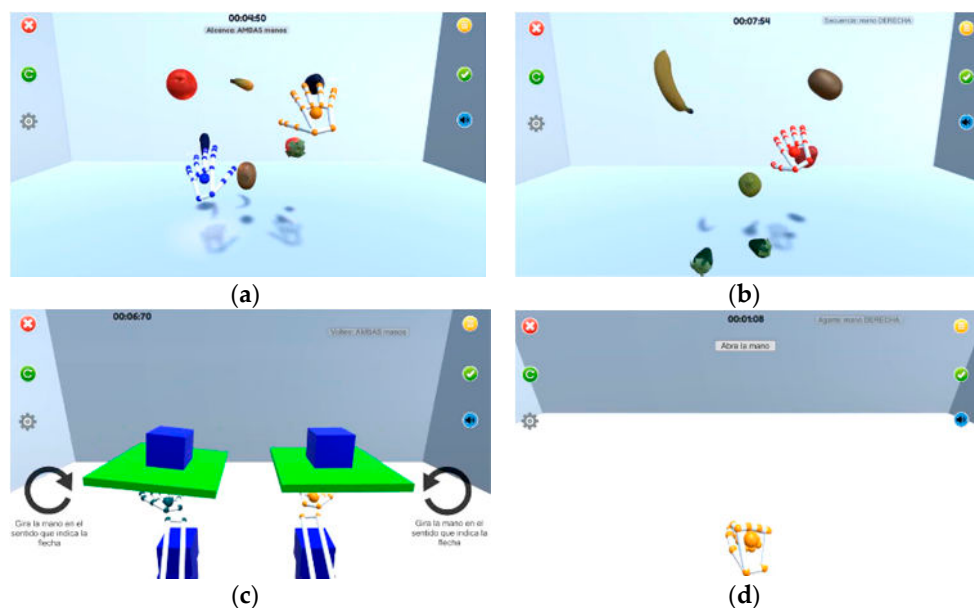 00:04:50
Alcance: AMBAS manos
(a)
00:07:54
Secuencia: mano DERECHA
(b)
00:06:70
Volteo: AMBAS manos
Gira la mano en el
sentido que indica la
flecha
Gira la mano en el
sentido que indica la
flecha
(c)
00:01:08
Agarre: mano DERECHA
Abra la mano
(d)